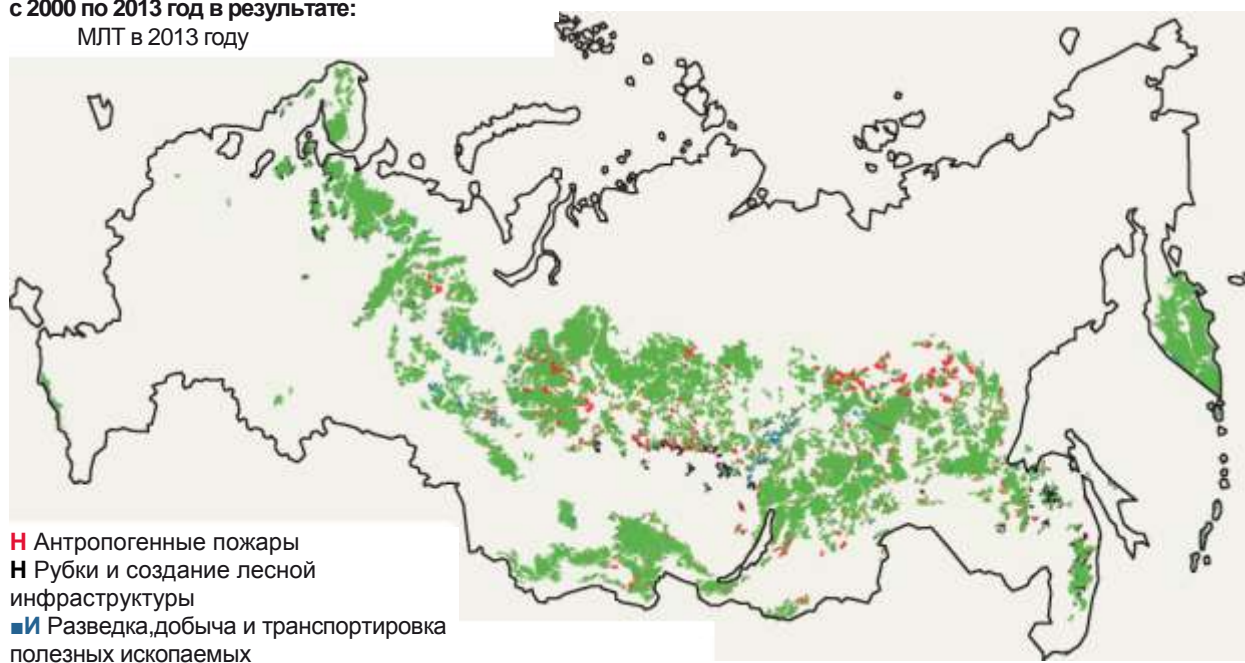 с 2000 по 2013 год в результате:
МЛТ в 2013 году
Н Антропогенные пожары
Н Рубки и создание лесной
инфраструктуры
■И Разведка,добыча и транспортировка
полезных ископаемых